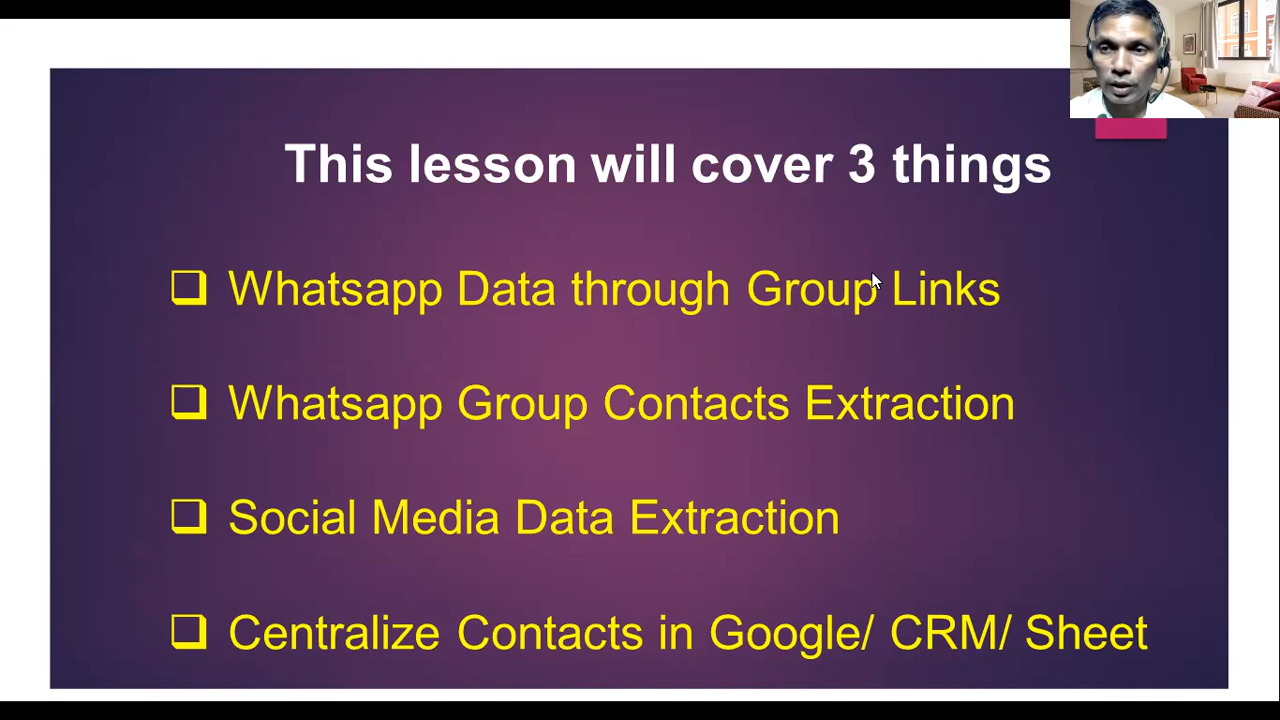 This lesson will cover 3 things
Whatsapp Data through Group Links
Whatsapp Group Contacts Extraction
Social Media Data Extraction
Centralize Contacts in Google/ CRM/ Sheet